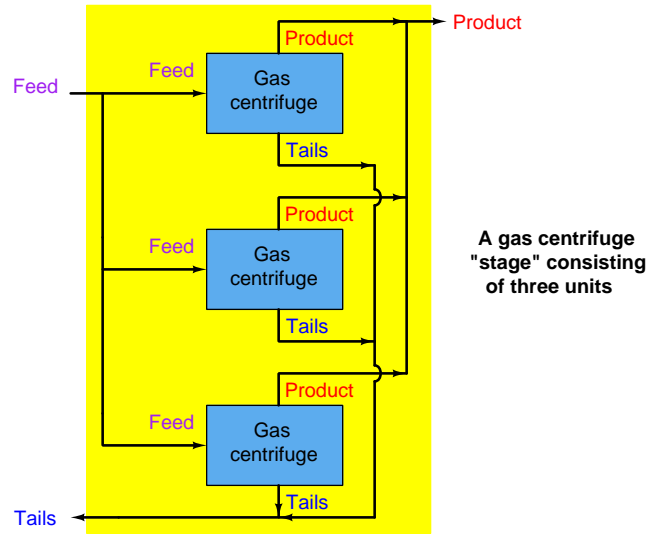 Product
Product
Feed
Feed
Gas
centrifuge
Tails
Product
Feed
Gas
centrifuge
Tails
A gas centrifuge
"stage" consisting
of three units
Product
Feed
Gas
centrifuge
Tails
Tails